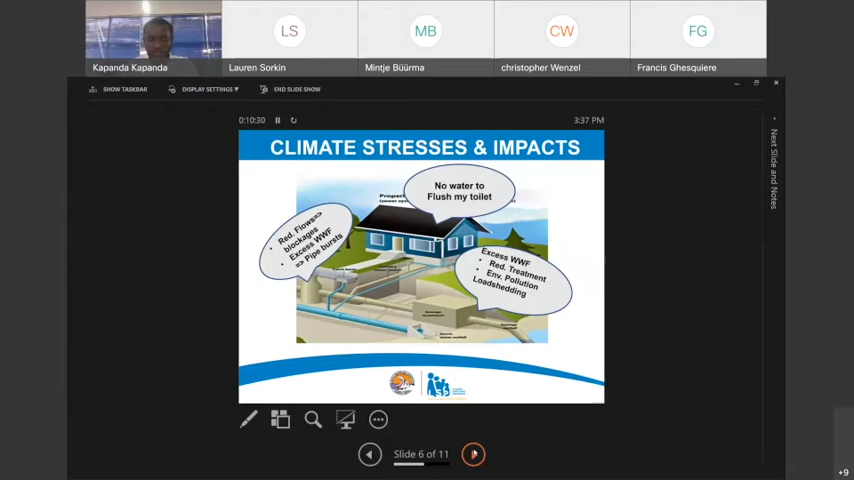 LS
MB
CW
FG
Kapanda Kapanda
Lauren Sorkin
Mintje Büürma
christopher Wenzel
Francis Ghesquiere
SHOW TASKBAR
DISPLAY SETTINGS ▼
END SLIDE SHOW
0:10:30
3:37 PM
Next Slide and Notes
CLIMATE STRESSES & IMPACTS
No water to
Flush my toilet
• Red. Flows=>
blockages
• Excess WWF
=> Pipe bursts
Excess WWF
• Red. Treatment
• Env. Pollution
Loadshedding
Slide 6 of 11
+9